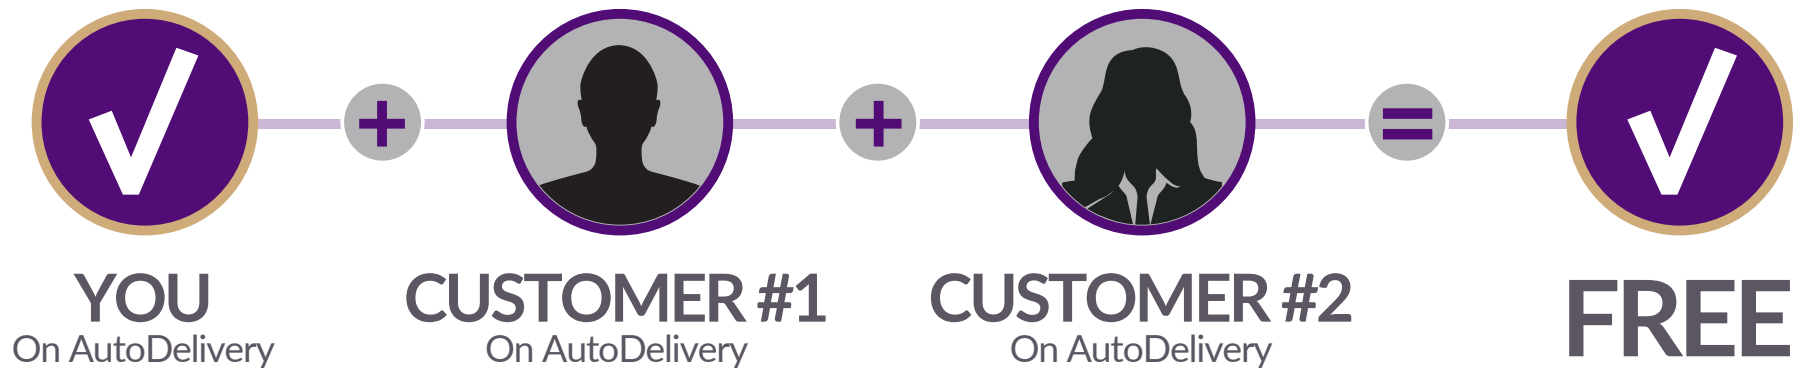 + + =
YOU CUSTOMER #1 CUSTOMER #2 FREE
On AutoDelivery On AutoDelivery On AutoDelivery